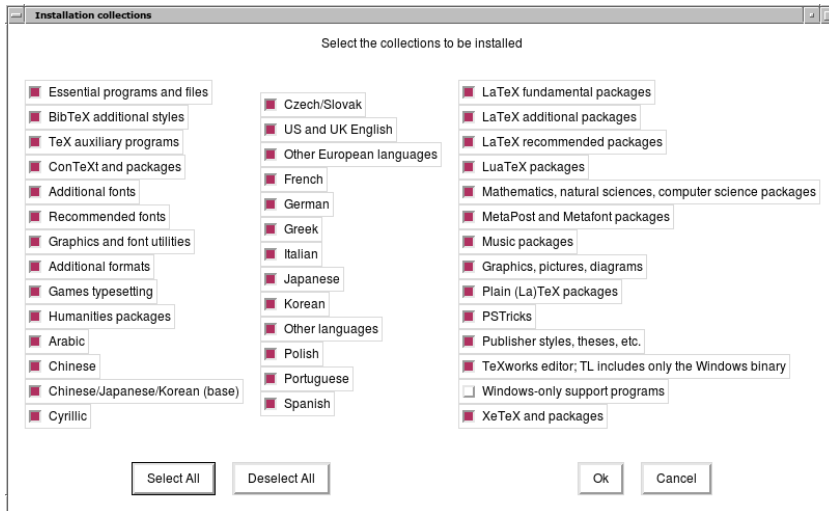 Installation collections
Select the collections to be installed
Essential programs and files
BibTeX additional styles
TeX auxiliary programs
ConTeXt and packages
Additional fonts
Recommended fonts
Graphics and font utilities
Additional formats
Games typesetting
Humanities packages
Arabic
Chinese
Chinese/Japanese/Korean (base)
Cyrillic
Czech/Slovak
US and UK English
Other European languages
French
German
Greek
Italian
Japanese
Korean
Other languages
Polish
Portuguese
Spanish
LaTeX fundamental packages
LaTeX additional packages
LaTeX recommended packages
LuaTeX packages
Mathematics, natural sciences, computer science packages
MetaPost and Metafont packages
Music packages
Graphics, pictures, diagrams
Plain (La)TeX packages
PSTricks
Publisher styles, theses, etc.
TeXworks editor; TL includes only the Windows binary
Windows-only support programs
XeTeX and packages
Select All
Deselect All
Ok
Cancel